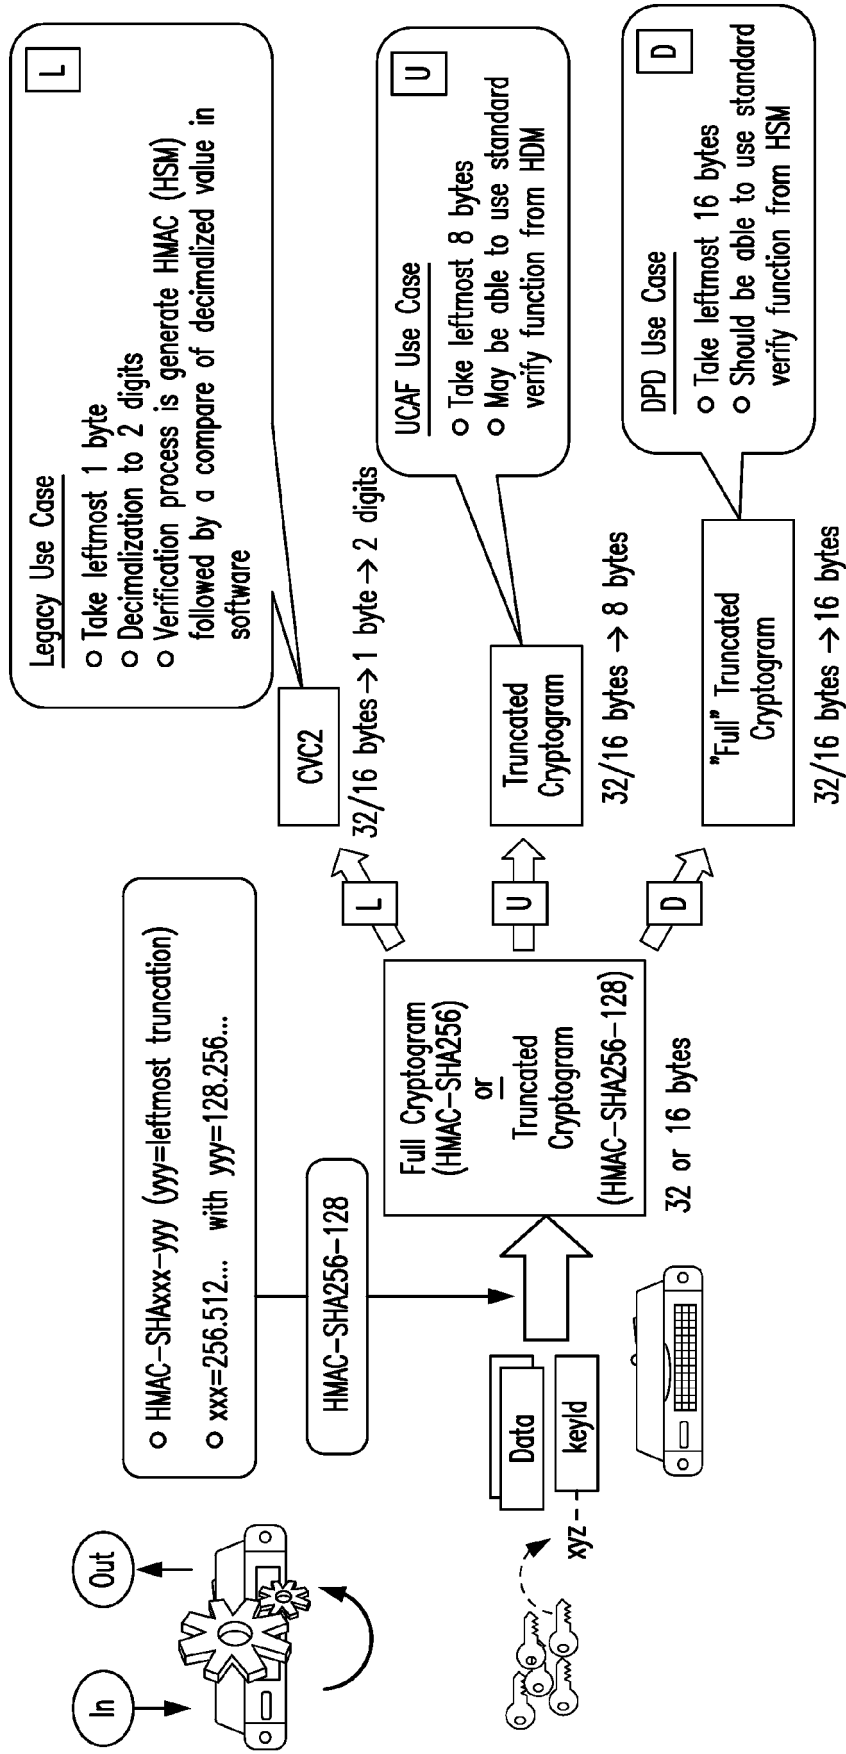 In
Out
○ HMAC-SHAxxx-yyy (yyy=leftmost truncation)
○ xxx=256.512... with yyy=128.256...
HMAC-SHA256-128
xyz
Data
keyId
Full Cryptogram
(HMAC-SHA256)
or
Truncated
Cryptogram
(HMAC-SHA256-128)
32 or 16 bytes
L
U
D
CVC2
32/16 bytes→1 byte→2 digits
Truncated
Cryptogram
32/16 bytes → 8 bytes
"Full" Truncated
Cryptogram
32/16 bytes →16 bytes
Legacy Use Case
L
○ Take leftmost 1 byte
○ Decimalization to 2 digits
○ Verification process is generate HMAC (HSM)
followed by a compare of decimalized value in
software
UCAF Use Case
U
○ Take leftmost 8 bytes
○ May be able to use standard
verify function from HDM
DPD Use Case
D
○ Take leftmost 16 bytes
○ Should be able to use standard
verify function from HSM